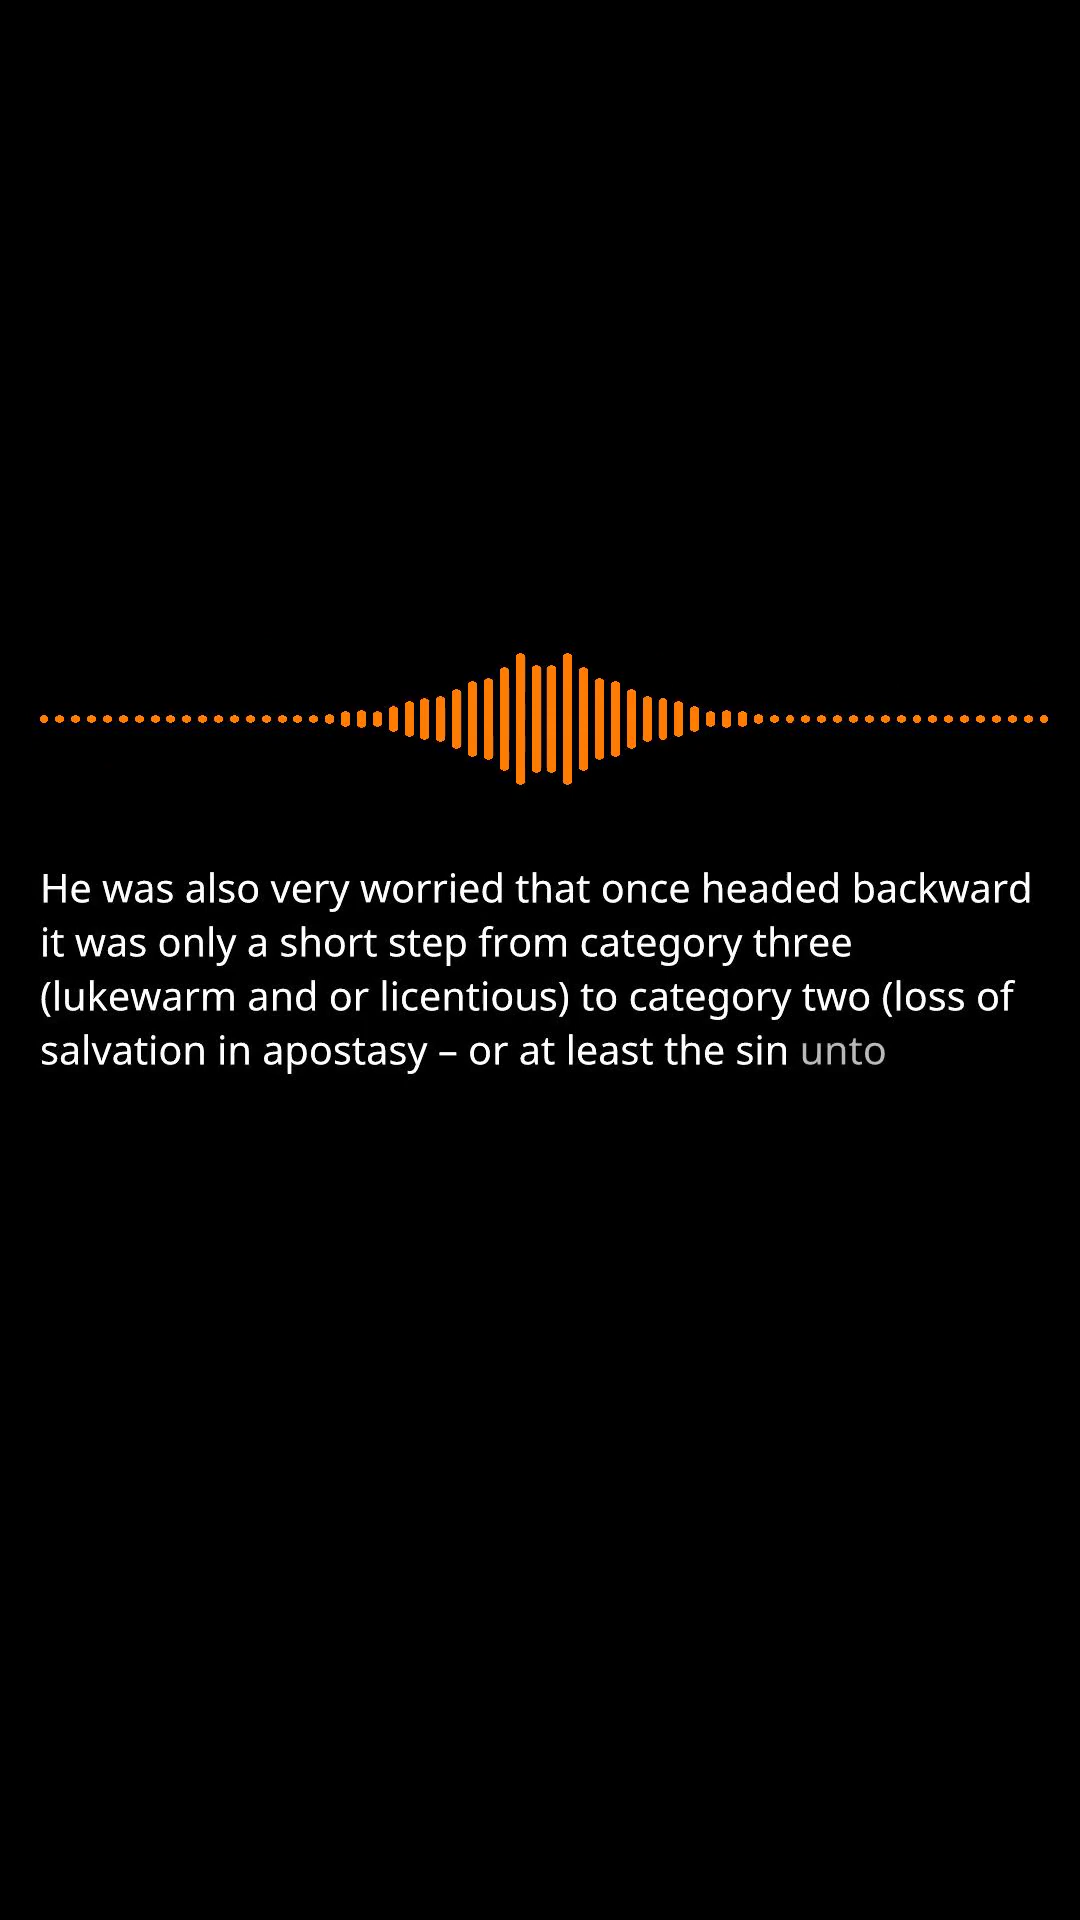 He was also very worried that once headed backward
it was only a short step from category three
(lukewarm and or licentious) to category two (loss of
salvation in apostasy – or at least the sin unto